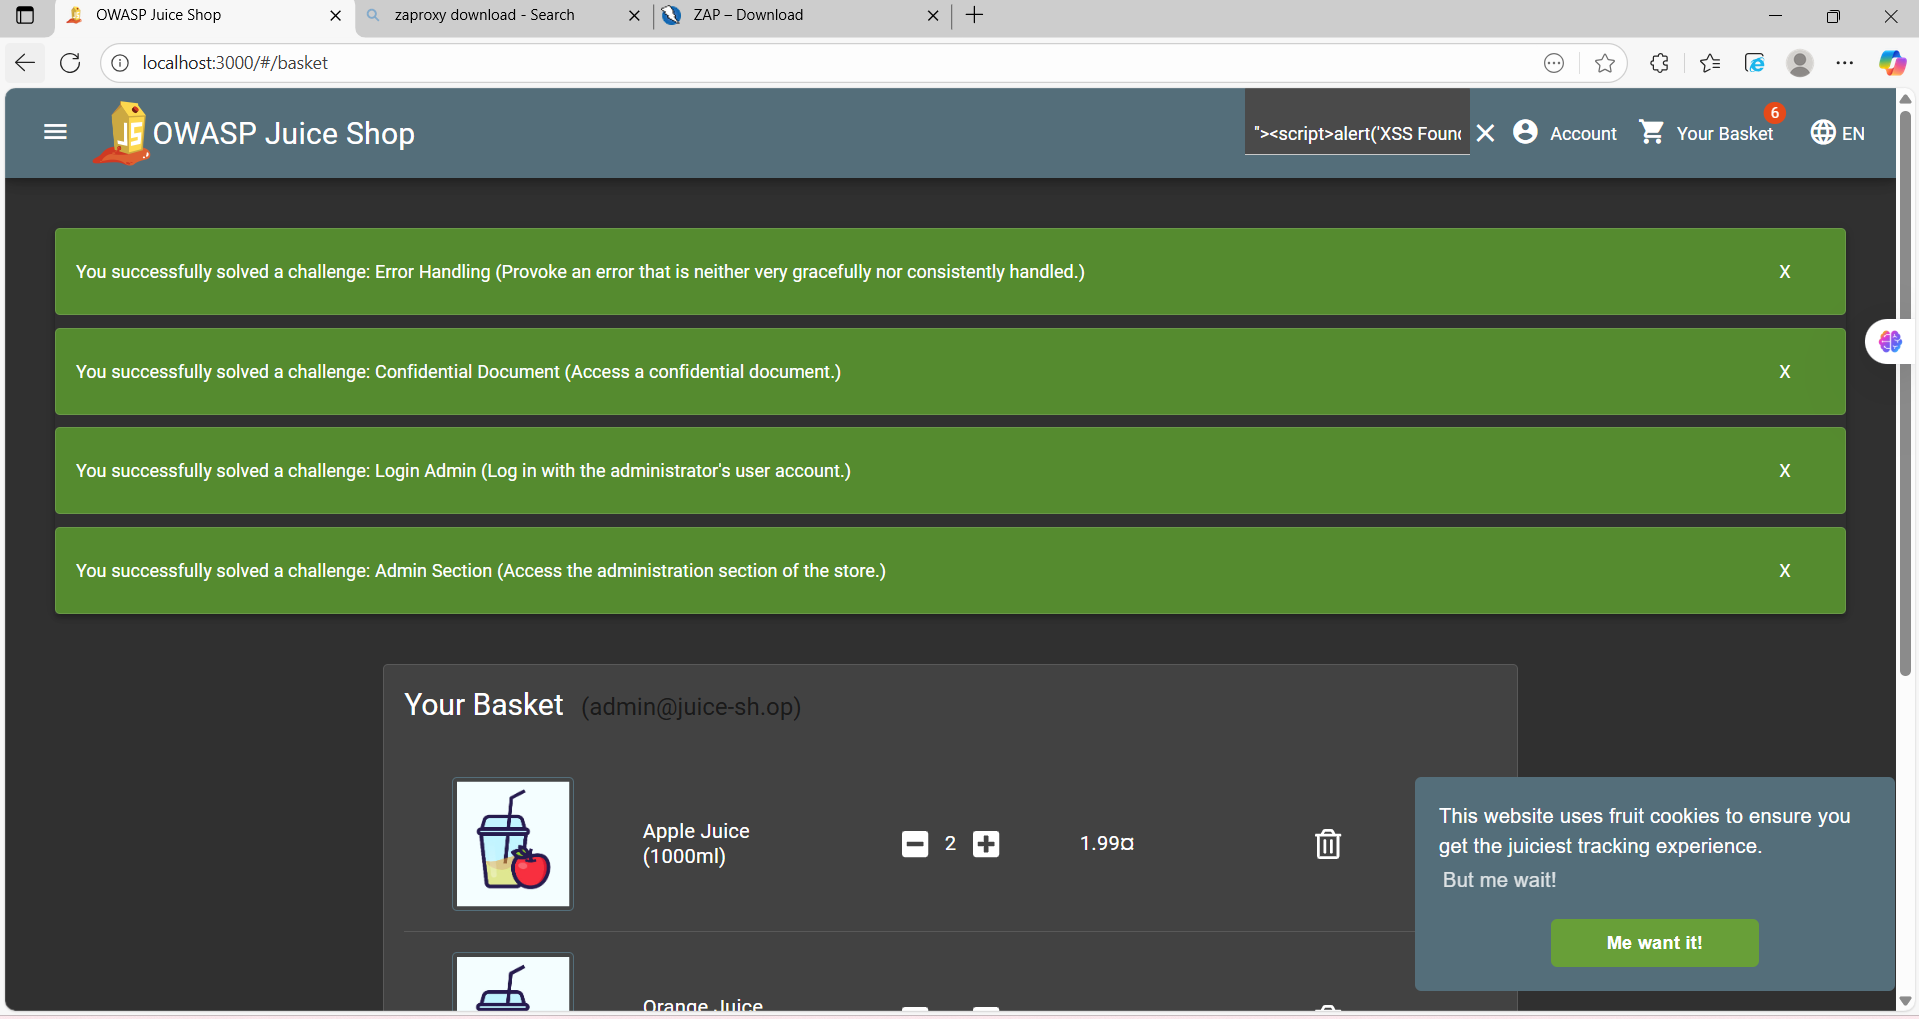 OWASP Juice Shop
zaproxy download - Search
ZAP – Download
localhost:3000/#/basket
JS
OWASP Juice Shop
"><script>alert('XSS Foun
Account
6
Your Basket
EN
You successfully solved a challenge: Error Handling (Provoke an error that is neither very gracefully nor consistently handled.)
X
You successfully solved a challenge: Confidential Document (Access a confidential document.)
X
You successfully solved a challenge: Login Admin (Log in with the administrator's user account.)
X
You successfully solved a challenge: Admin Section (Access the administration section of the store.)
X
Your Basket (admin@juice-sh.op)
Apple Juice
(1000ml)
2
1.99¤
This website uses fruit cookies to ensure you
get the juiciest tracking experience.
But me wait!
Me want it!
Orange Juice